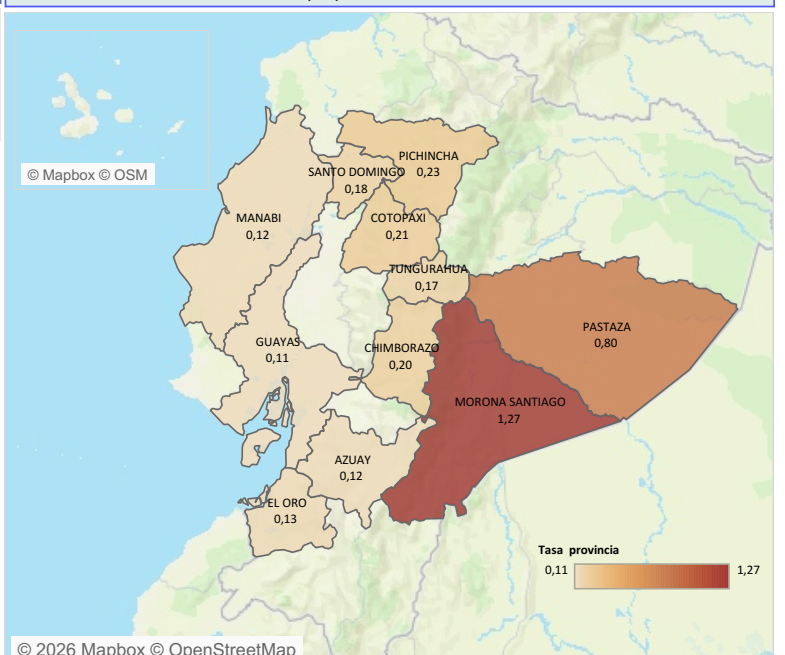 © Mapbox © OSM
PICHINCHA
0,23
SANTO DOMINGO
0,18
MANABI
0,12
COTOPAXI
0,21
TUNGURAHUA
0,17
PASTAZA
0,80
GUAYAS
0,11
CHIMBORAZO
0,20
MORONA SANTIAGO
1,27
AZUAY
0,12
EL ORO
0,13
Tasa provincia
0,11 1,27
© 2026 Mapbox © OpenStreetMap